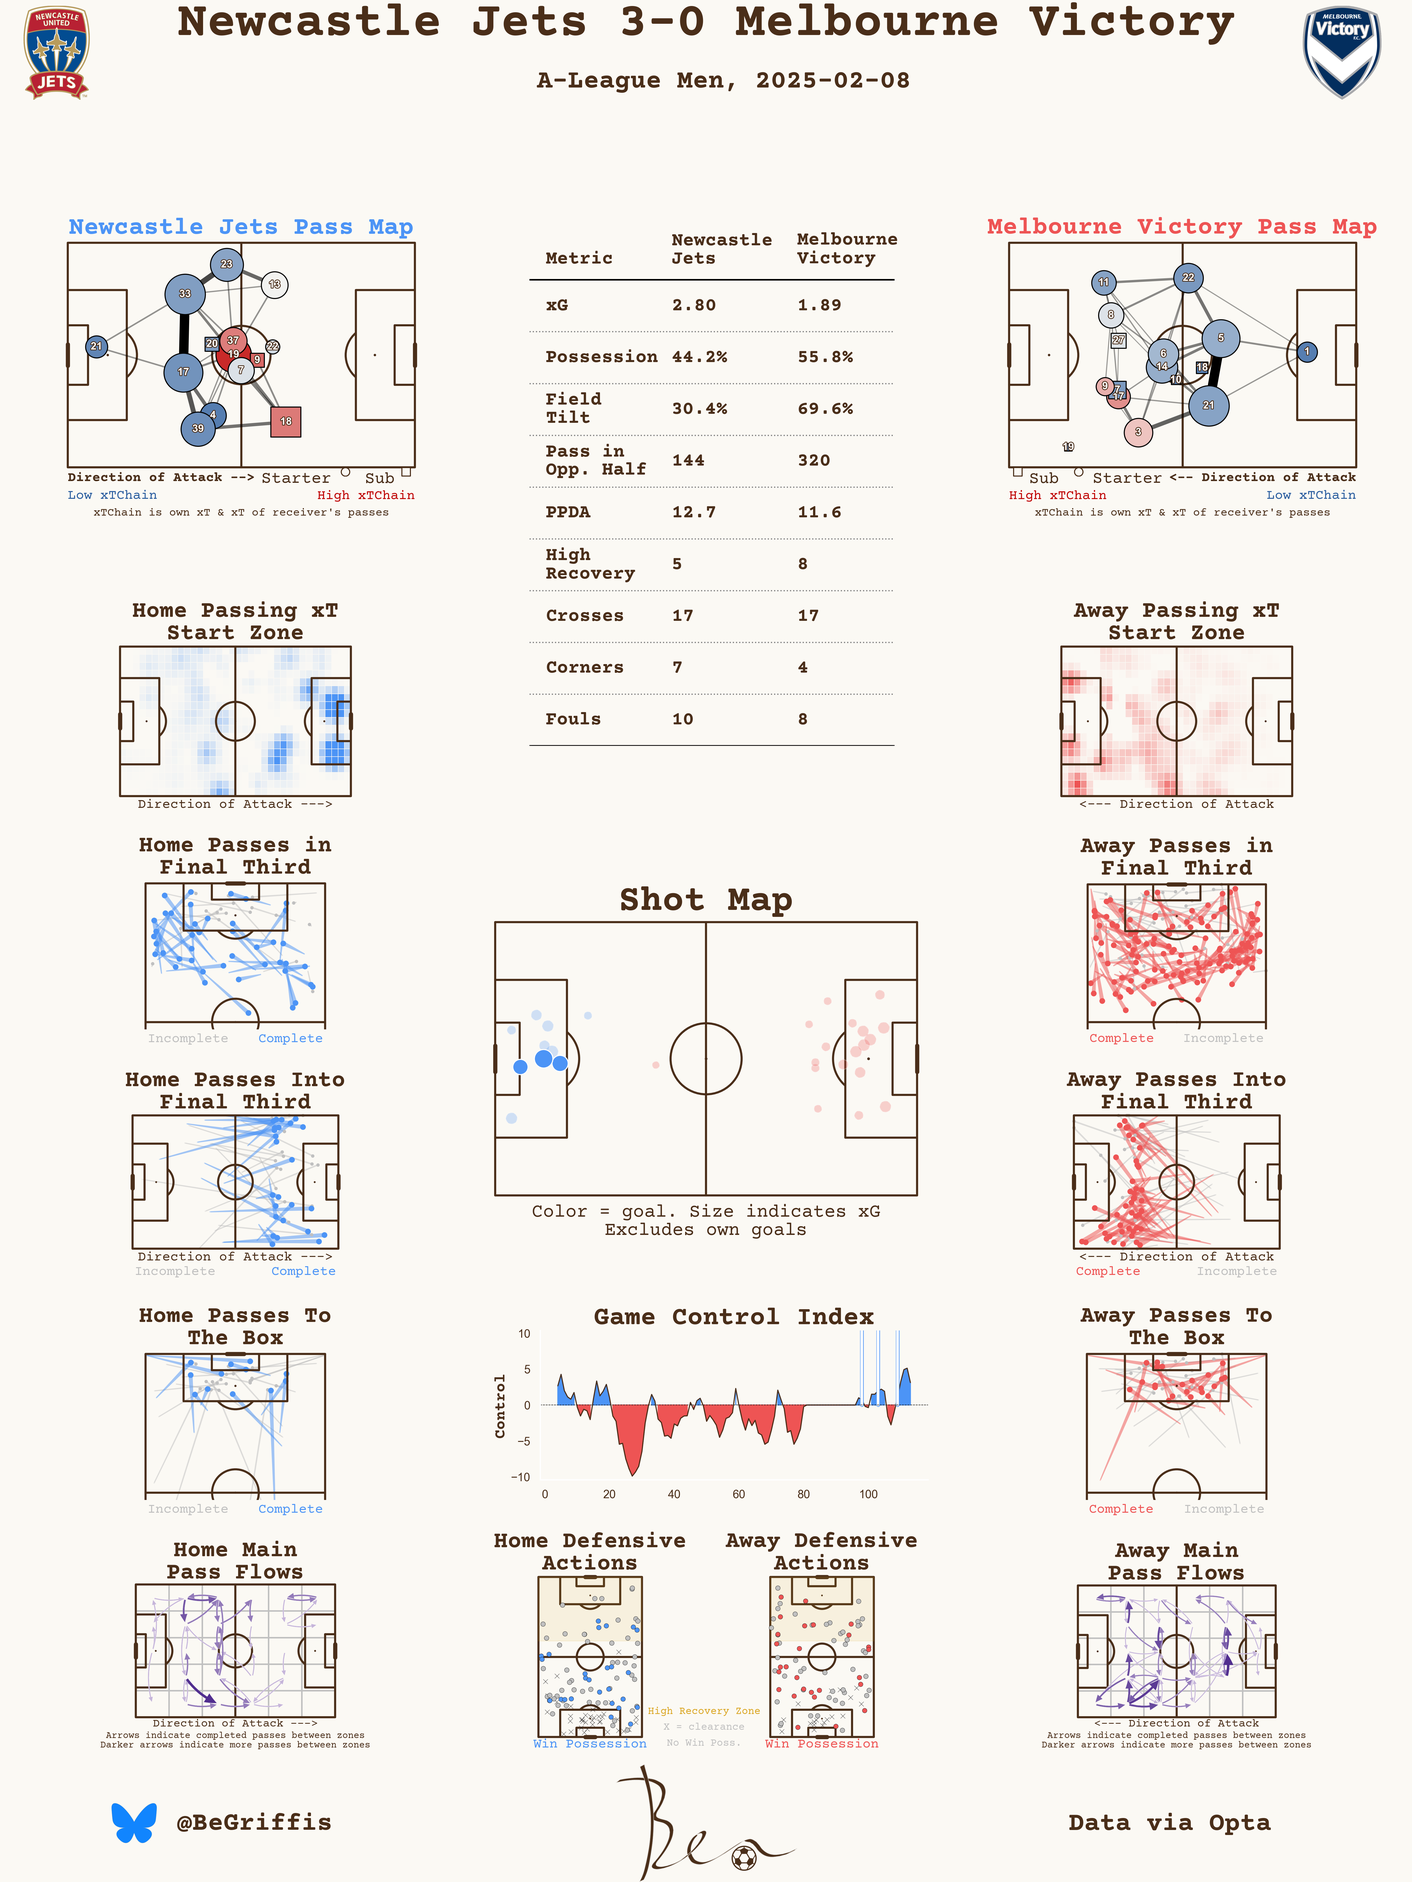 Newcastle Jets 3-0 Melbourne Victory
A-League Men, 2025-02-08
NEWCASTLE
UNITED
JETS
MELBOURNE
Victory
F.C.
Newcastle Jets Pass Map
23
13
33
21
20
37
19
22
9
7
17
4
39
18
Direction of Attack --> Starter Sub
Low xTChain High xTChain
xTChain is own xT & xT of receiver's passes
Metric Newcastle Jets Melbourne Victory
xG 2.80 1.89
Possession 44.2% 55.8%
Field Tilt 30.4% 69.6%
Pass in Opp. Half 144 320
PPDA 12.7 11.6
High Recovery 5 8
Crosses 17 17
Corners 7 4
Fouls 10 8
Melbourne Victory Pass Map
11
22
8
27
5
6
14
1
18
10
9
7
17
21
3
19
Sub Starter <-- Direction of Attack
High xTChain Low xTChain
xTChain is own xT & xT of receiver's passes
Home Passing xT
Start Zone
Direction of Attack --->
Away Passing xT
Start Zone
<--- Direction of Attack
Home Passes in
Final Third
Incomplete Complete
Away Passes in
Final Third
Complete Incomplete
Shot Map
Color = goal. Size indicates xG
Excludes own goals
Home Passes Into
Final Third
Direction of Attack --->
Incomplete Complete
Away Passes Into
Final Third
<--- Direction of Attack
Complete Incomplete
Home Passes To
The Box
Incomplete Complete
Game Control Index
Control
10
5
0
−5
−10
0 20 40 60 80 100
Away Passes To
The Box
Complete Incomplete
Home Main
Pass Flows
Direction of Attack --->
Arrows indicate completed passes between zones
Darker arrows indicate more passes between zones
Home Defensive
Actions
Win Possession
High Recovery Zone
X = clearance
No Win Poss.
Away Defensive
Actions
Win Possession
Away Main
Pass Flows
<--- Direction of Attack
Arrows indicate completed passes between zones
Darker arrows indicate more passes between zones
@BeGriffis
Ben
Data via Opta